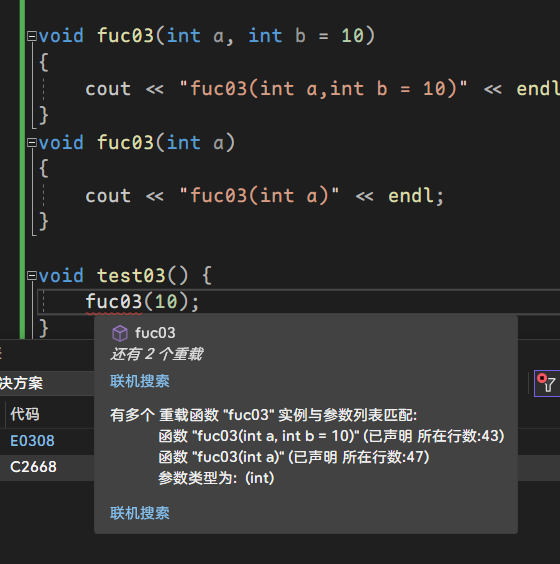 void fuc03(int a, int b = 10)
{
cout << "fuc03(int a,int b = 10)" << endl
}
void fuc03(int a)
{
cout << "fuc03(int a)" << endl;
}
void test03() {
fuc03(10);
}
fuc03
还有 2 个重载
联机搜索
有多个 重载函数 "fuc03" 实例与参数列表匹配:
函数 "fuc03(int a, int b = 10)" (已声明 所在行数:43)
函数 "fuc03(int a)" (已声明 所在行数:47)
参数类型为: (int)
联机搜索
决方案
代码
E0308
C2668